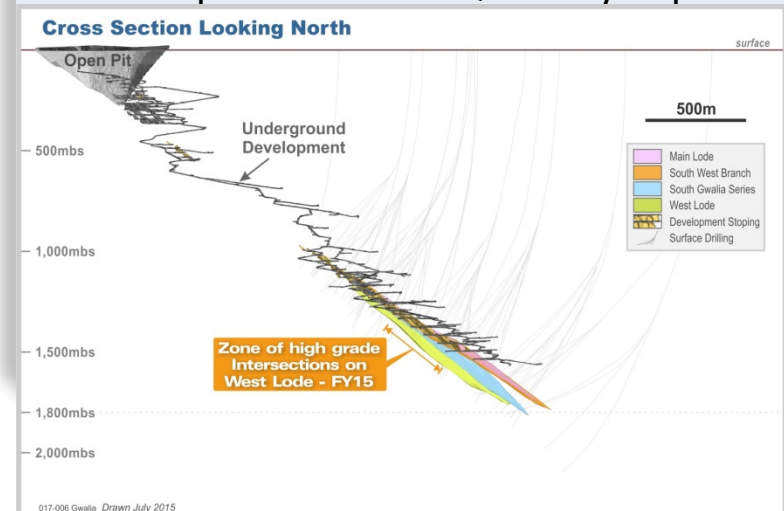 Cross Section Looking North
surface
Open Pit
500m
Underground
Development
500mbs
Main Lode
South West Branch
South Gwalia Series
West Lode
Development Stoping
Surface Drilling
1,000mbs
1,500mbs
Zone of high grade
Intersections on
West Lode - FY15
1,800mbs
2,000mbs
017-006 Gwalia Drawn July 2015